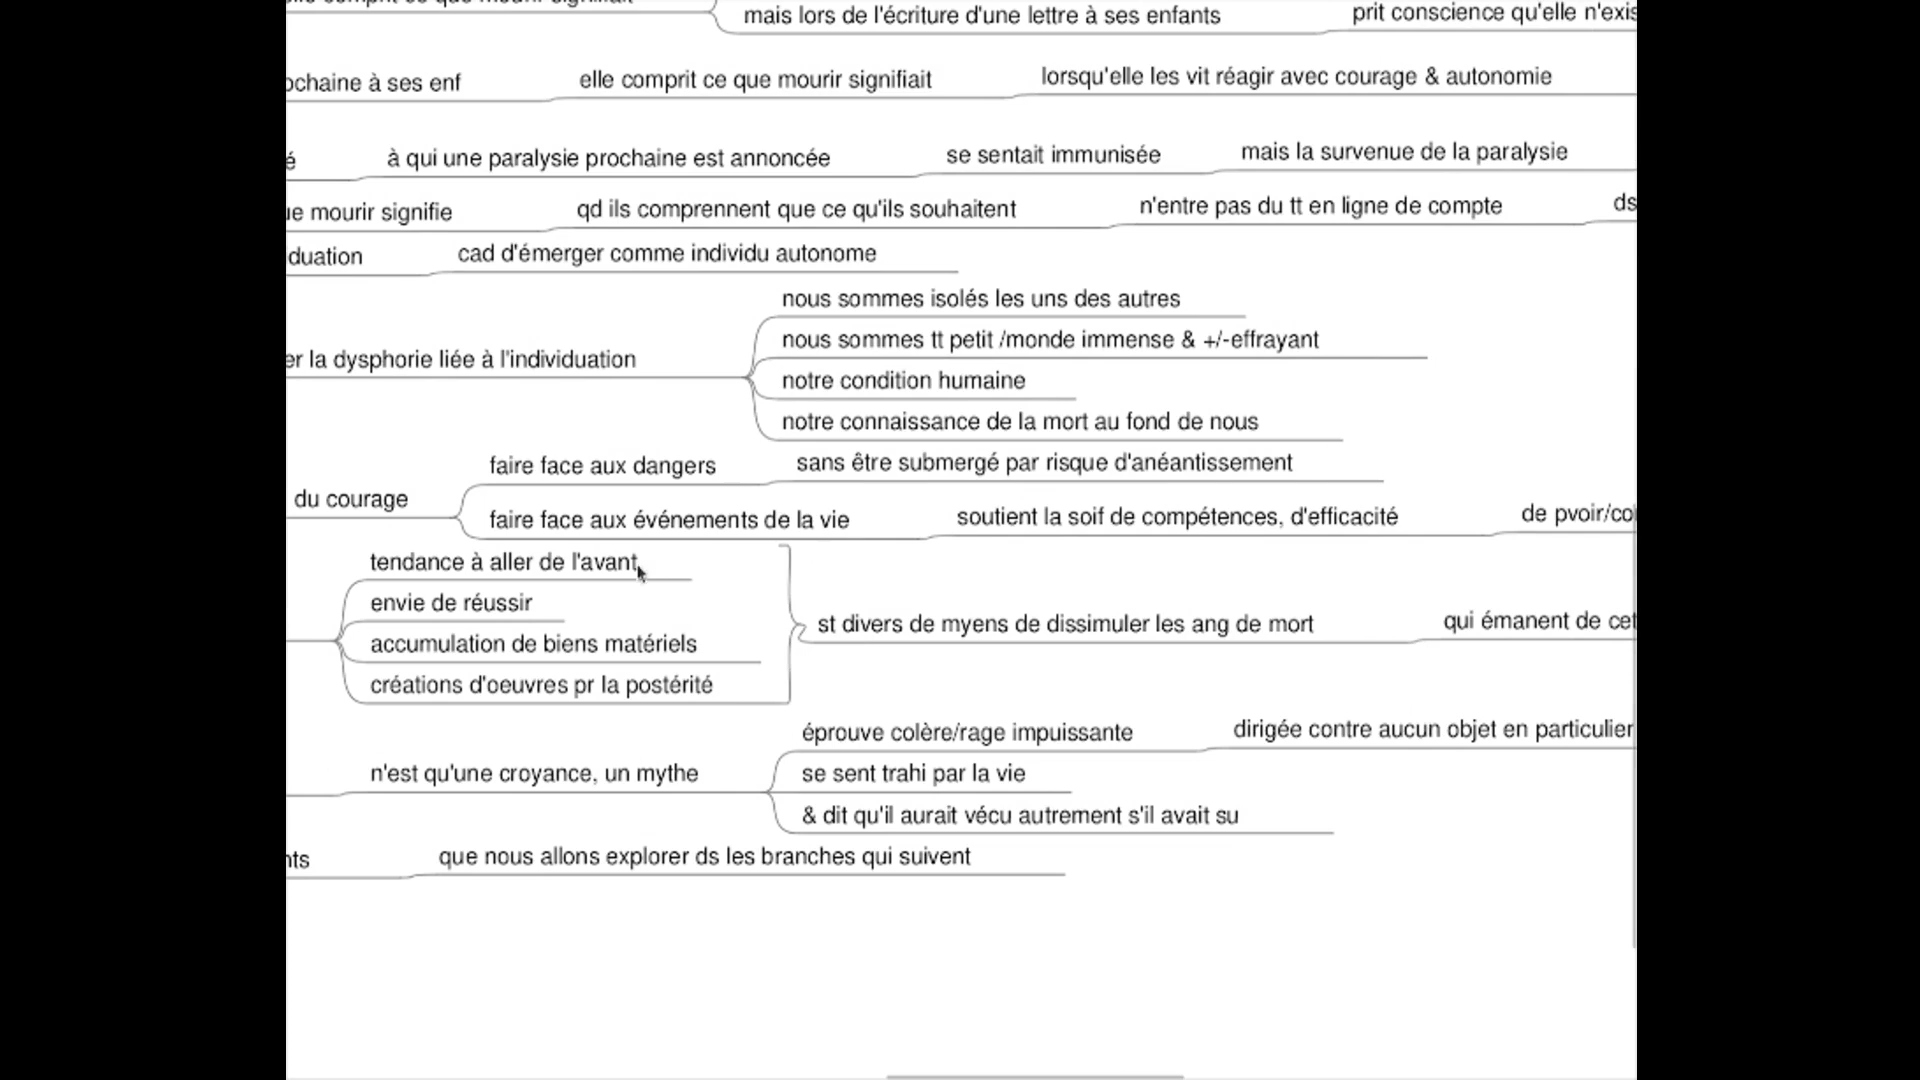 mais lors de l'écriture d'une lettre à ses enfants
prit conscience qu'elle n'exis
ochaine à ses enf
elle comprit ce que mourir signifiait
lorsqu'elle les vit réagir avec courage & autonomie
é
à qui une paralysie prochaine est annoncée
se sentait immunisée
mais la survenue de la paralysie
ue mourir signifie
qd ils comprennent que ce qu'ils souhaitent
n'entre pas du tt en ligne de compte
ds
duation
cad d'émerger comme individu autonome
nous sommes isolés les uns des autres
nous sommes tt petit /monde immense & +/-effrayant
er la dysphorie liée à l'individuation
notre condition humaine
notre connaissance de la mort au fond de nous
du courage
faire face aux dangers
sans être submergé par risque d'anéantissement
faire face aux événements de la vie
soutient la soif de compétences, d'efficacité
de pvoir/co
tendance à aller de l'avant
envie de réussir
accumulation de biens matériels
créations d'oeuvres pr la postérité
st divers de myens de dissimuler les ang de mort
qui émanent de cet
n'est qu'une croyance, un mythe
éprouve colère/rage impuissante
dirigée contre aucun objet en particulier
se sent trahi par la vie
& dit qu'il aurait vécu autrement s'il avait su
nts
que nous allons explorer ds les branches qui suivent